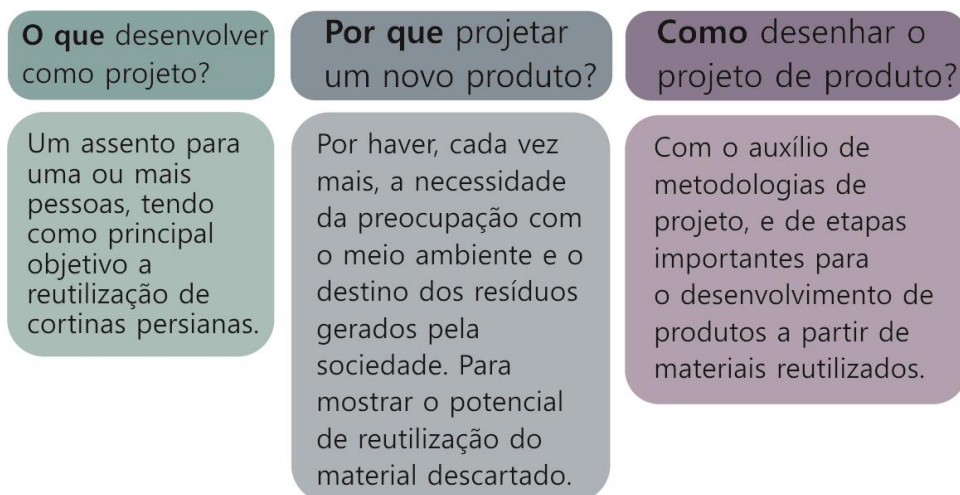 O que desenvolver
como projeto?
Um assento para
uma ou mais
pessoas, tendo
como principal
objetivo a
reutilização de
cortinas persianas.
Por que projetar
um novo produto?
Por haver, cada vez
mais, a necessidade
da preocupação com
o meio ambiente e o
destino dos resíduos
gerados pela
sociedade. Para
mostrar o potencial
de reutilização do
material descartado.
Como desenhar o
projeto de produto?
Com o auxílio de
metodologias de
projeto, e de etapas
importantes para
o desenvolvimento de
produtos a partir de
materiais reutilizados.